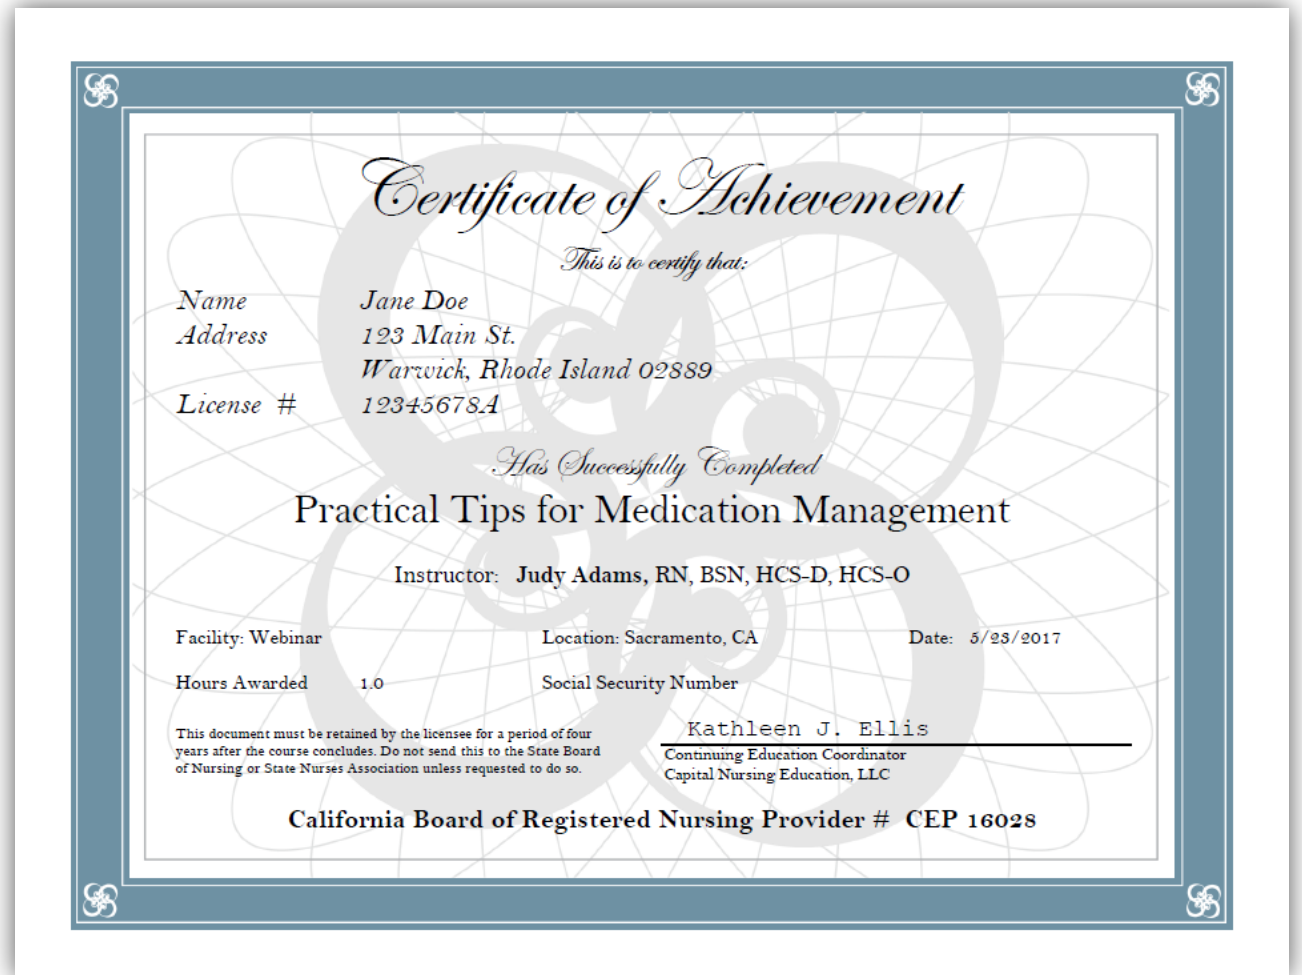 Certificate of Achievement
This is to certify that:
Name Jane Doe
Address 123 Main St.
Warwick, Rhode Island 02889
License # 12345678A
Has Successfully Completed
Practical Tips for Medication Management
Instructor: Judy Adams, RN, BSN, HCS-D, HCS-O
Facility: Webinar Location: Sacramento, CA Date: 5/23/2017
Hours Awarded 1.0 Social Security Number
This document must be retained by the licensee for a period of four
years after the course concludes. Do not send this to the State Board
of Nursing or State Nurses Association unless requested to do so.
Kathleen J. Ellis
Continuing Education Coordinator
Capital Nursing Education, LLC
California Board of Registered Nursing Provider # CEP 16028